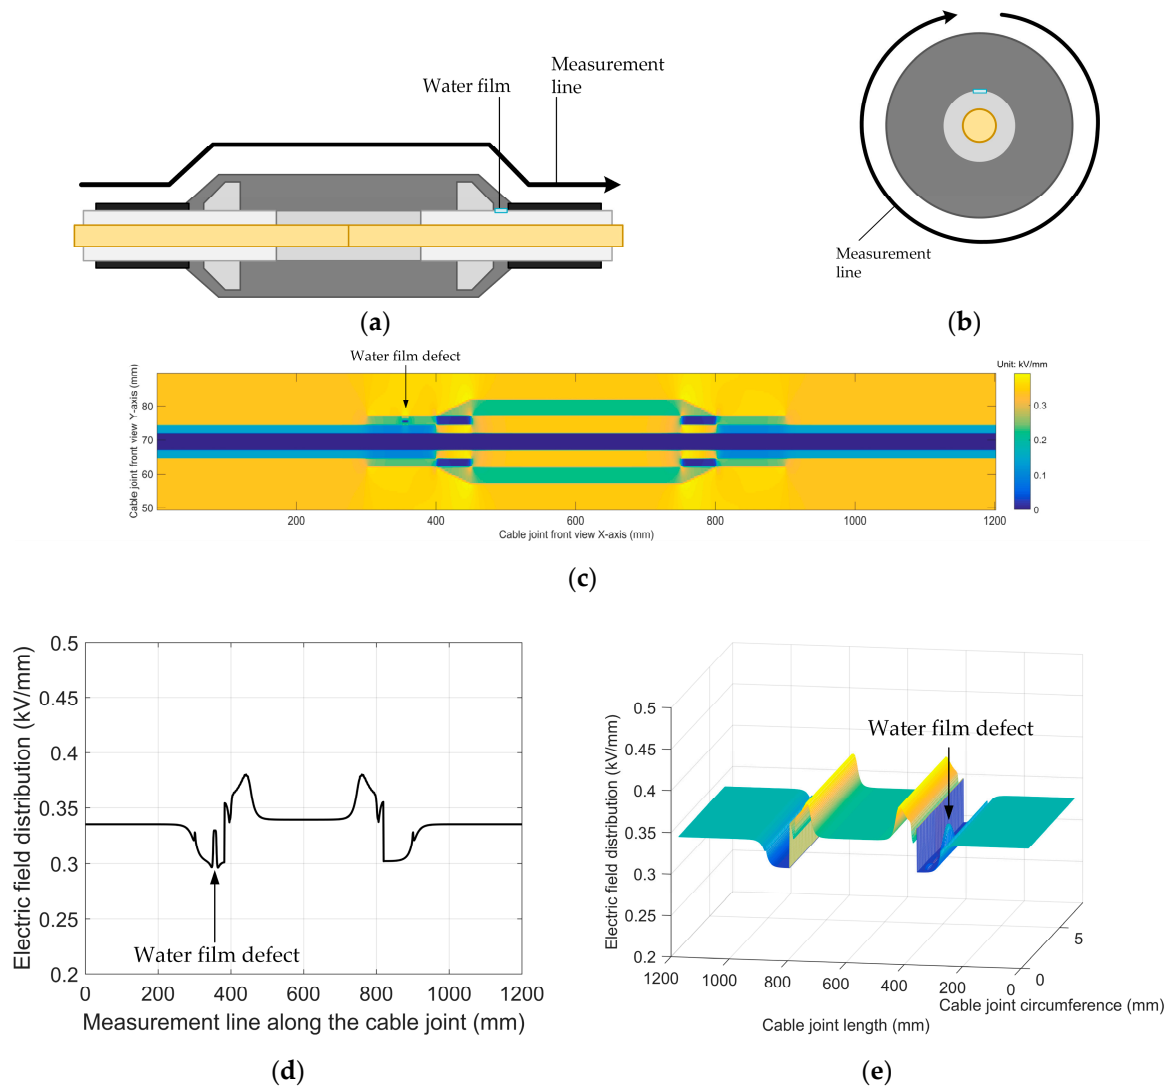 Water film
Measurement
line
Measurement
line
(a)
(b)
Water film defect
Unit: kV/mm
Cable joint front view Y-axis (mm)
80
70
60
50
200
400
600
800
1000
1200
Cable joint front view X-axis (mm)
0.3
0.2
0.1
0
(c)
Electric field distribution (kV/mm)
0.5
0.45
0.4
0.35
0.3
0.25
0.2
Water film defect
0
200
400
600
800
1000
1200
Measurement line along the cable joint (mm)
(d)
Electric field distribution (kV/mm)
0.5
0.45
0.4
0.35
0.3
0.25
0.2
Water film defect
1200
1000
800
600
400
200
0
0
5
Cable joint circumference (mm)
Cable joint length (mm)
(e)